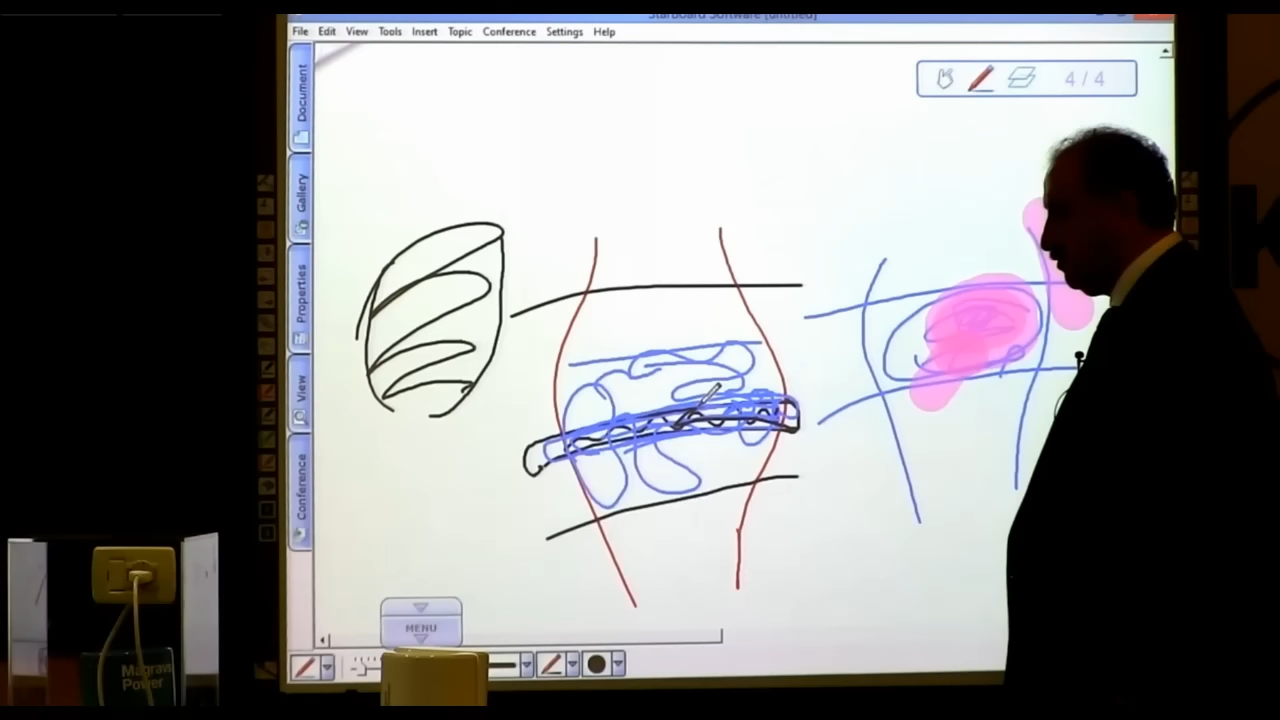 StarBoard Software [untitled]
File Edit View Tools Insert Topic Conference Settings Help
Document
Gallery
Properties
View
Conference
4 / 4
MENU
Magravs
Power